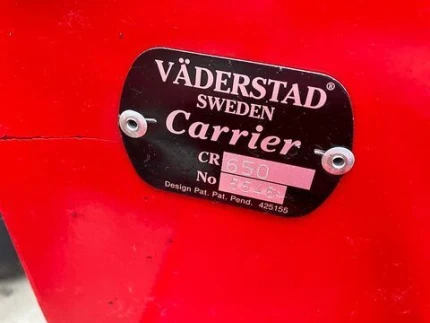 VÄDERSTAD®
SWEDEN
Carrier
CR 650
No
Design Pat. Pat. Pend. 425155